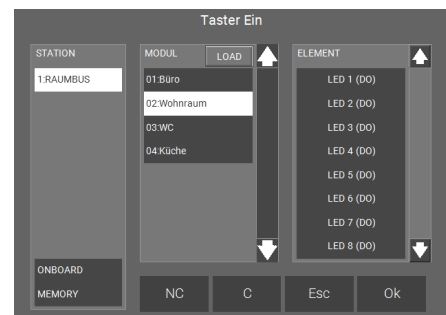 Taster Ein
STATION
1:RAUMBUS
ONBOARD
MEMORY
MODUL
LOAD
01:Büro
02:Wohnraum
03:WC
04:Küche
ELEMENT
LED 1 (DO)
LED 2 (DO)
LED 3 (DO)
LED 4 (DO)
LED 5 (DO)
LED 6 (DO)
LED 7 (DO)
LED 8 (DO)
NC
C
Esc
Ok